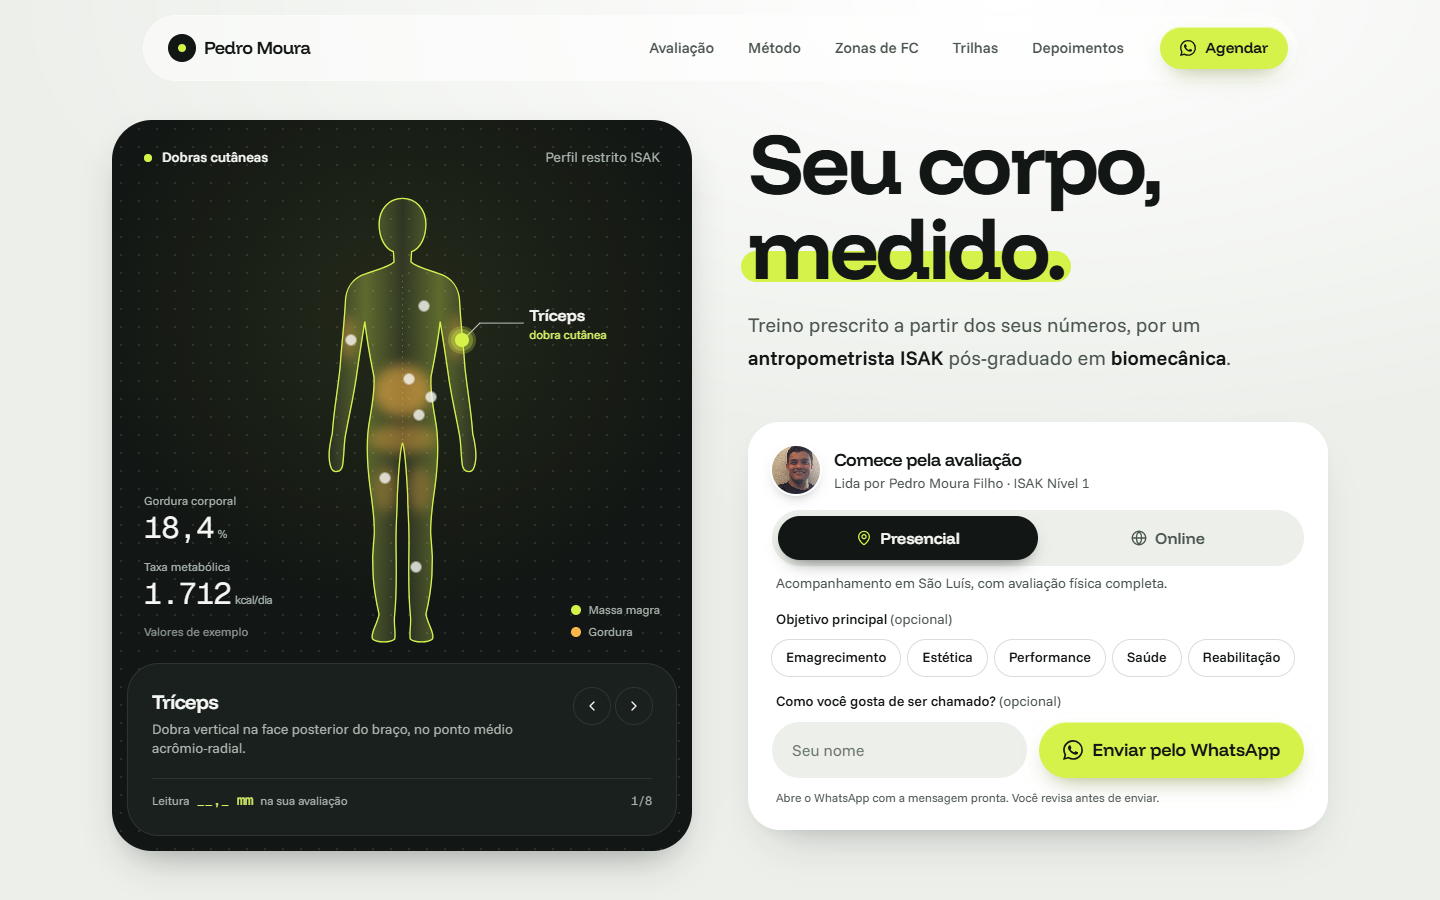 Pedro Moura
Avaliação
Método
Zonas de FC
Trilhas
Depoimentos
Agendar
Dobras cutâneas
Perfil restrito ISAK
Tríceps
dobra cutânea
Gordura corporal
18,4 %
Taxa metabólica
1.712 kcal/dia
Valores de exemplo
Massa magra
Gordura
Tríceps
Dobra vertical na face posterior do braço, no ponto médio
acrômio-radial.
Leitura __,_ mm na sua avaliação
1/8
Seu corpo,
medido.
Treino prescrito a partir dos seus números, por um
antropometrista ISAK pós-graduado em biomecânica.
Comece pela avaliação
Lida por Pedro Moura Filho · ISAK Nível 1
Presencial
Online
Acompanhamento em São Luís, com avaliação física completa.
Objetivo principal (opcional)
Emagrecimento
Estética
Performance
Saúde
Reabilitação
Como você gosta de ser chamado? (opcional)
Seu nome
Enviar pelo WhatsApp
Abre o WhatsApp com a mensagem pronta. Você revisa antes de enviar.